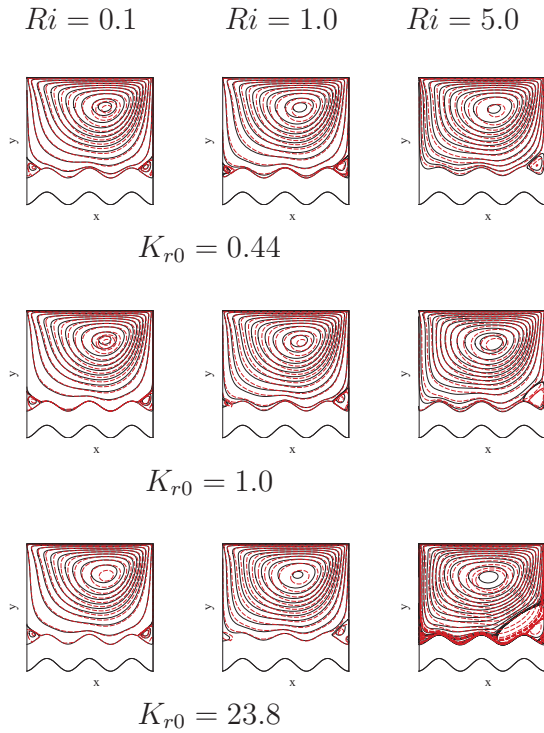 Ri = 0.1 Ri = 1.0 Ri = 5.0
y y y
x x x
K_{r0} = 0.44
y y y
x x x
K_{r0} = 1.0
y y y
x x x
K_{r0} = 23.8